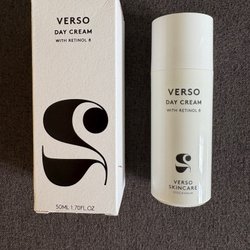 VERSO
DAY CREAM
WITH RETINOL 8
50ML 1.70FL.OZ
VERSO
DAY CREAM
WITH RETINOL 8
VERSO
SKINCARE